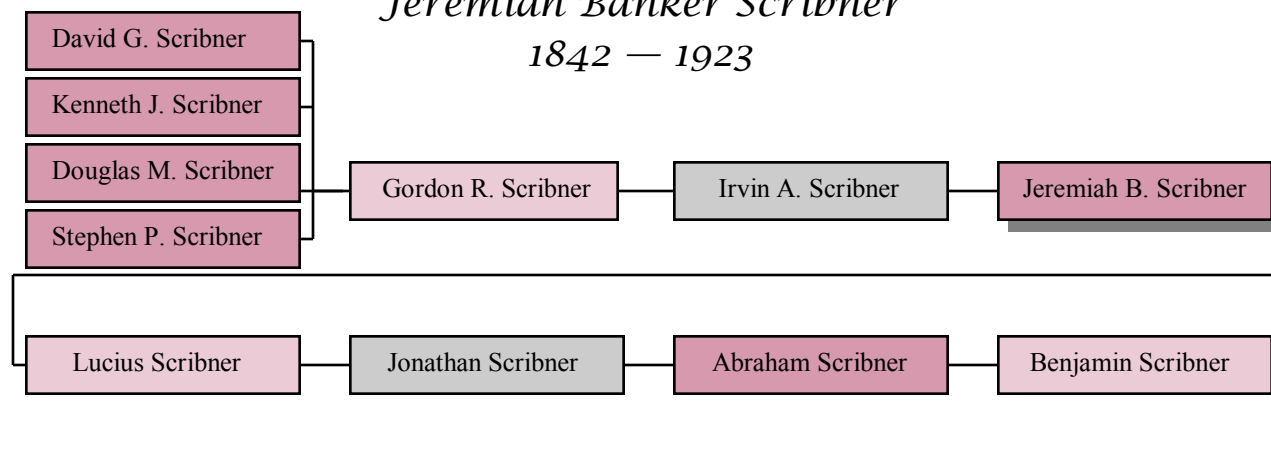 Jeremiah Banker Scribner
1842 — 1923
David G. Scribner
Kenneth J. Scribner
Douglas M. Scribner
Stephen P. Scribner
Gordon R. Scribner
Irvin A. Scribner
Jeremiah B. Scribner
Lucius Scribner
Jonathan Scribner
Abraham Scribner
Benjamin Scribner